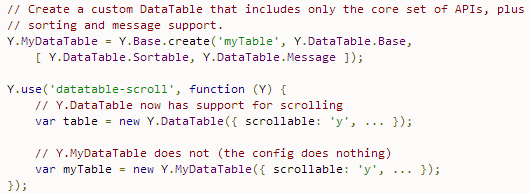 // Create a custom DataTable that includes only the core set of APIs, plus
// sorting and message support.
Y.MyDataTable = Y.Base.create('myTable', Y.DataTable.Base,
    [ Y.DataTable.Sortable, Y.DataTable.Message ]);

Y.use('datatable-scroll', function (Y) {
    // Y.DataTable now has support for scrolling
    var table = new Y.DataTable({ scrollable: 'y', ... });

    // Y.MyDataTable does not (the config does nothing)
    var myTable = new Y.MyDataTable({ scrollable: 'y', ... });
});